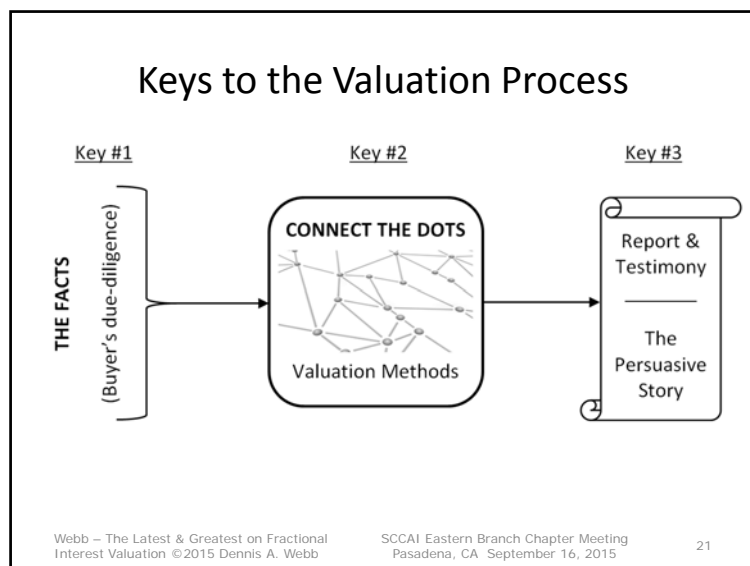 Keys to the Valuation Process
Key #1
Key #2
Key #3
THE FACTS
(Buyer's due-diligence)
CONNECT THE DOTS
Valuation Methods
Report &
Testimony
The
Persuasive
Story
Webb – The Latest & Greatest on Fractional
Interest Valuation ©2015 Dennis A. Webb
SCCAI Eastern Branch Chapter Meeting
Pasadena, CA  September 16, 2015
21